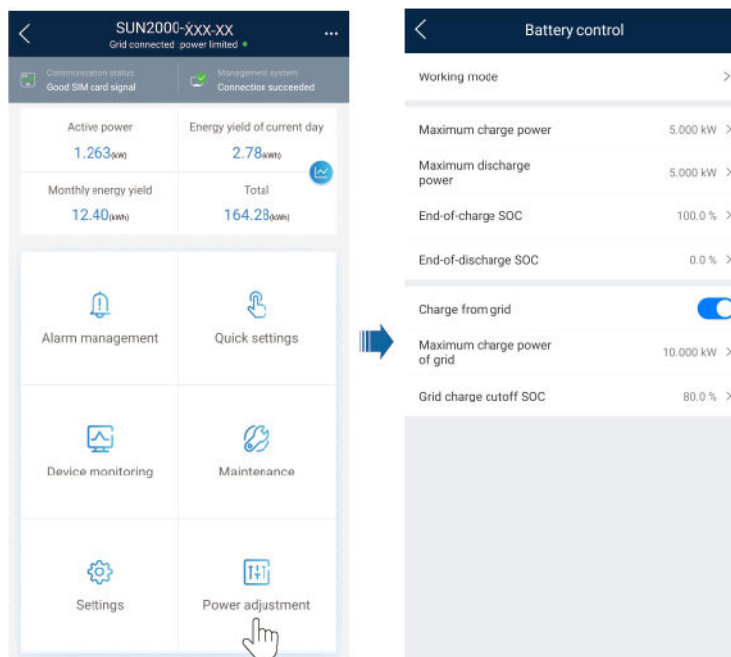 SUN2000-XXX-XX
Grid connected :power limited
Communication status
Good SIM card signal
Management system
Connection succeeded
Active power
1.263(kW)
Energy yield of current day
2.78(kWh)
Monthly energy yield
12.40(kWh)
Total
164.28(kWh)
Alarm management
Quick settings
Device monitoring
Maintenance
Settings
Power adjustment
Battery control
Working mode
Maximum charge power
5.000 kW
Maximum discharge
power
5.000 kW
End-of-charge SOC
100.0 %
End-of-discharge SOC
0.0 %
Charge from grid
Maximum charge power
of grid
10.000 kW
Grid charge cutoff SOC
80.0 %